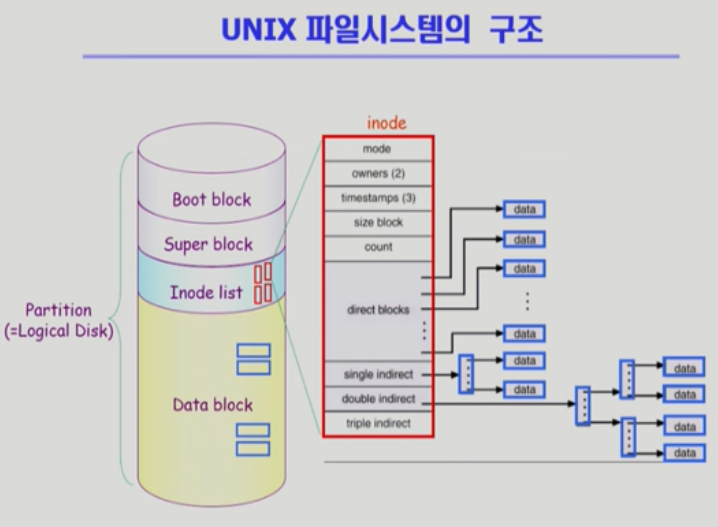 UNIX 파일시스템의 구조
Partition
(=Logical Disk)
Boot block
Super block
Inode list
Data block
inode
mode
owners (2)
timestamps (3)
size block
count
direct blocks
single indirect
double indirect
triple indirect
data
data
data
data
data
data
data
data
data
data